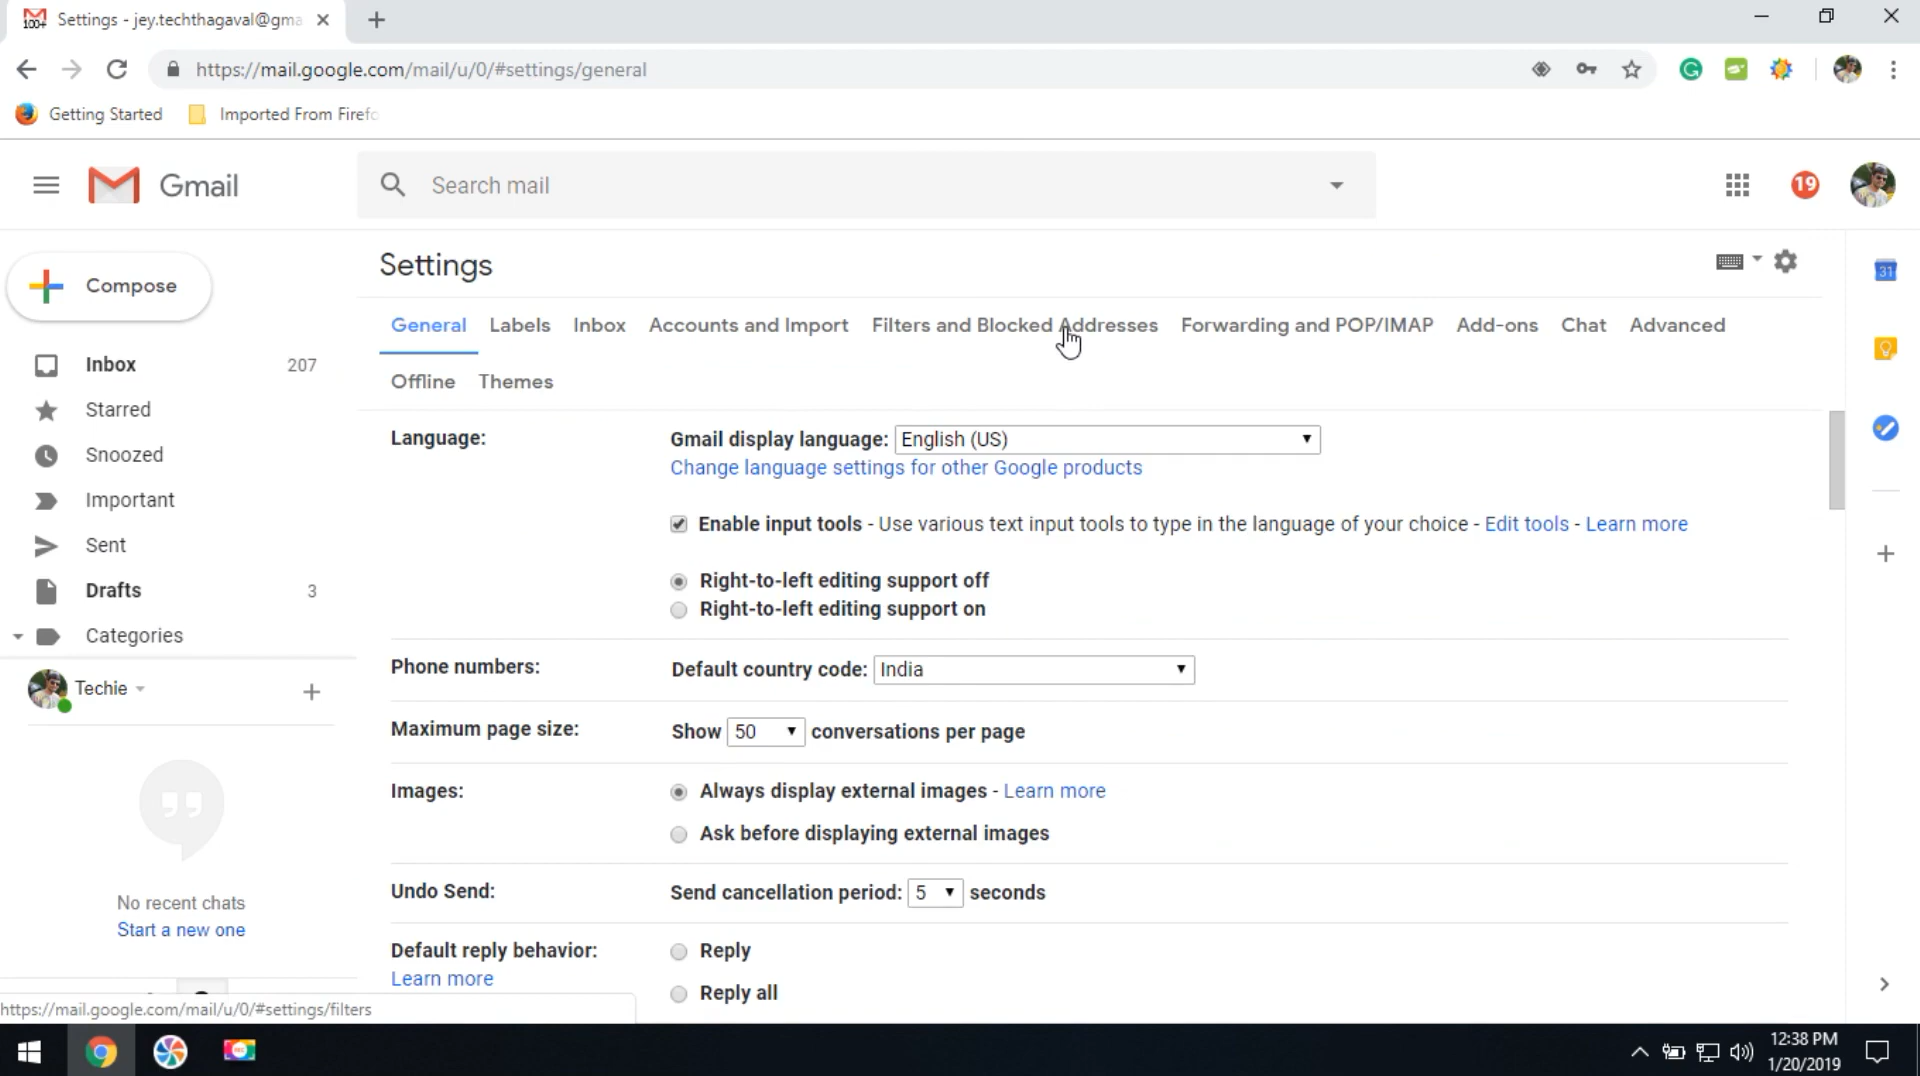 Settings - jey.techthagaval@gma
100+
https://mail.google.com/mail/u/0/#settings/general
Getting Started
Imported From Firefo
Gmail
Search mail
19
Compose
Settings
31
General Labels Inbox Accounts and Import Filters and Blocked Addresses Forwarding and POP/IMAP Add-ons Chat Advanced
Offline Themes
Inbox 207
Starred
Snoozed
Important
Sent
Drafts 3
Categories
Techie
No recent chats
Start a new one
Language:
Gmail display language: English (US)
Change language settings for other Google products
Enable input tools - Use various text input tools to type in the language of your choice - Edit tools - Learn more
Right-to-left editing support off
Right-to-left editing support on
Phone numbers:
Default country code: India
Maximum page size:
Show 50 conversations per page
Images:
Always display external images - Learn more
Ask before displaying external images
Undo Send:
Send cancellation period: 5 seconds
Default reply behavior:
Learn more
Reply
Reply all
https://mail.google.com/mail/u/0/#settings/filters
12:38 PM
1/20/2019